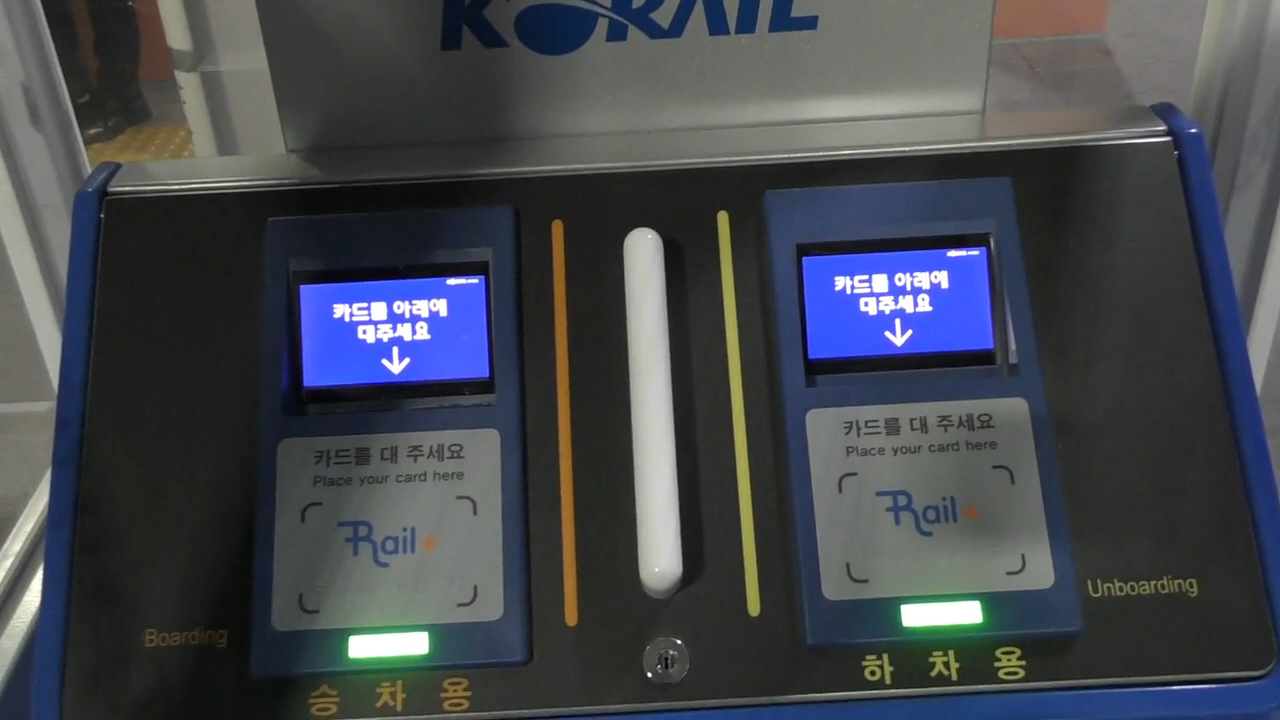 KORAIL
카드를 아래에
대주세요
카드를 대 주세요
Place your card here
Rail+
Boarding
승 차 용
카드를 아래에
대주세요
카드를 대 주세요
Place your card here
Rail+
Unboarding
하 차 용